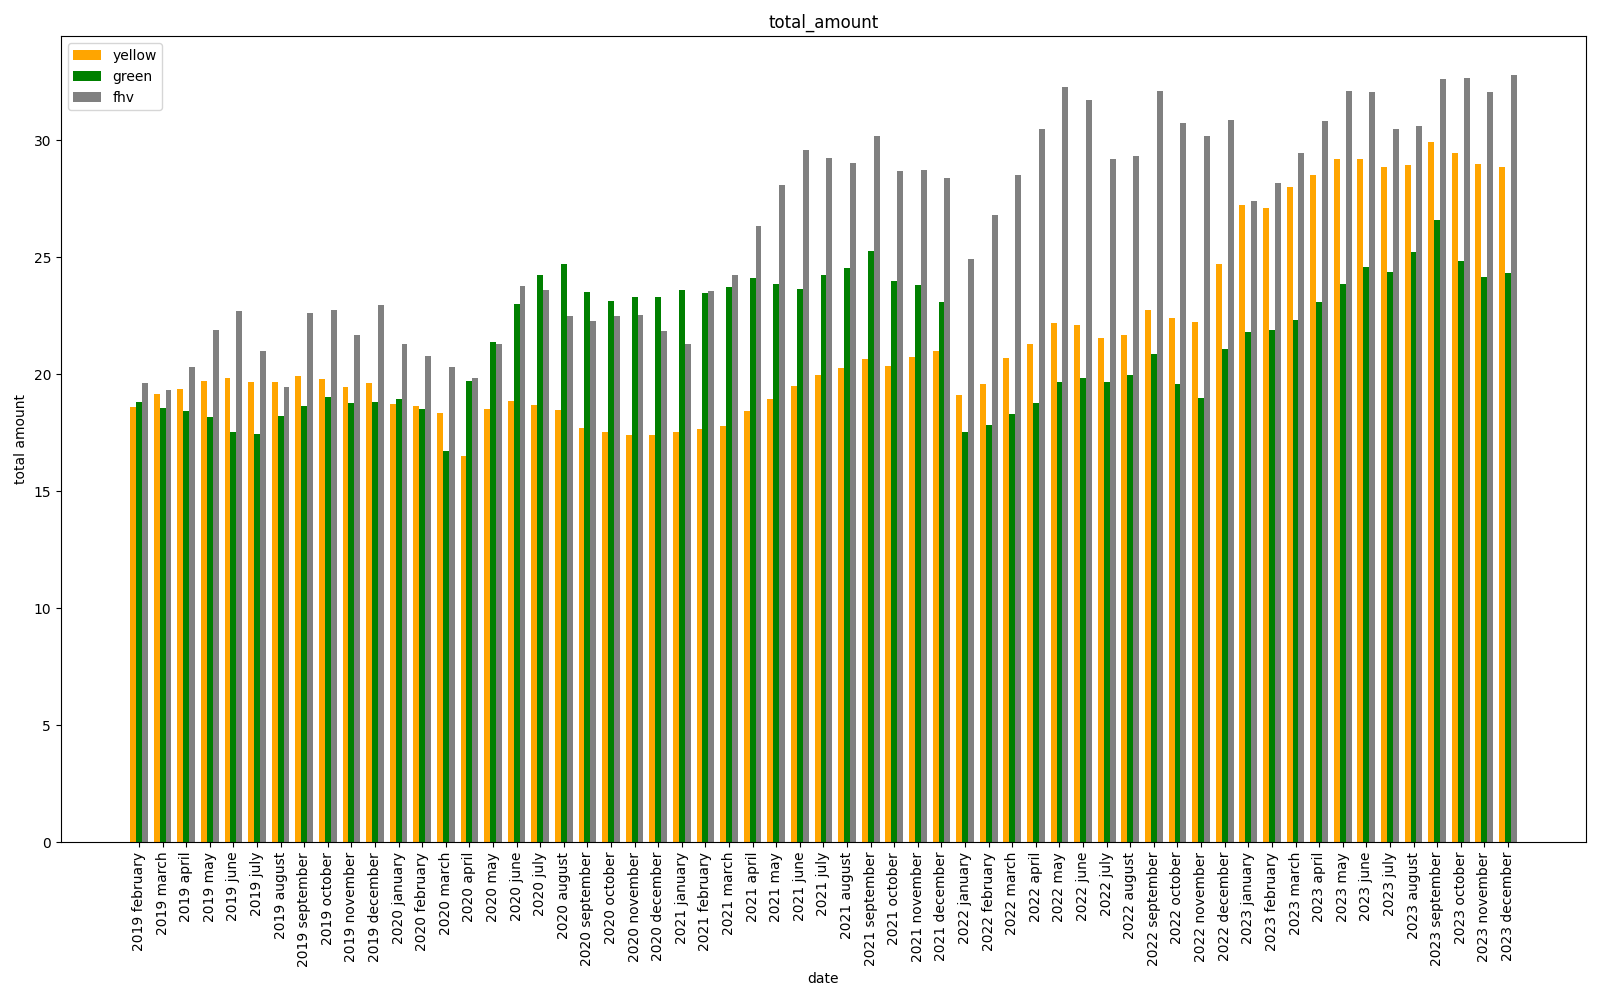 total_amount
yellow
green
fhv
total amount
30
25
20
15
10
5
0
2019 february
2019 march
2019 april
2019 may
2019 june
2019 july
2019 august
2019 september
2019 october
2019 november
2019 december
2020 january
2020 february
2020 march
2020 april
2020 may
2020 june
2020 july
2020 august
2020 september
2020 october
2020 november
2020 december
2021 january
2021 february
2021 march
2021 april
2021 may
2021 june
2021 july
2021 august
2021 september
2021 october
2021 november
2021 december
2022 january
2022 february
2022 march
2022 april
2022 may
2022 june
2022 july
2022 august
2022 september
2022 october
2022 november
2022 december
2023 january
2023 february
2023 march
2023 april
2023 may
2023 june
2023 july
2023 august
2023 september
2023 october
2023 november
2023 december
date